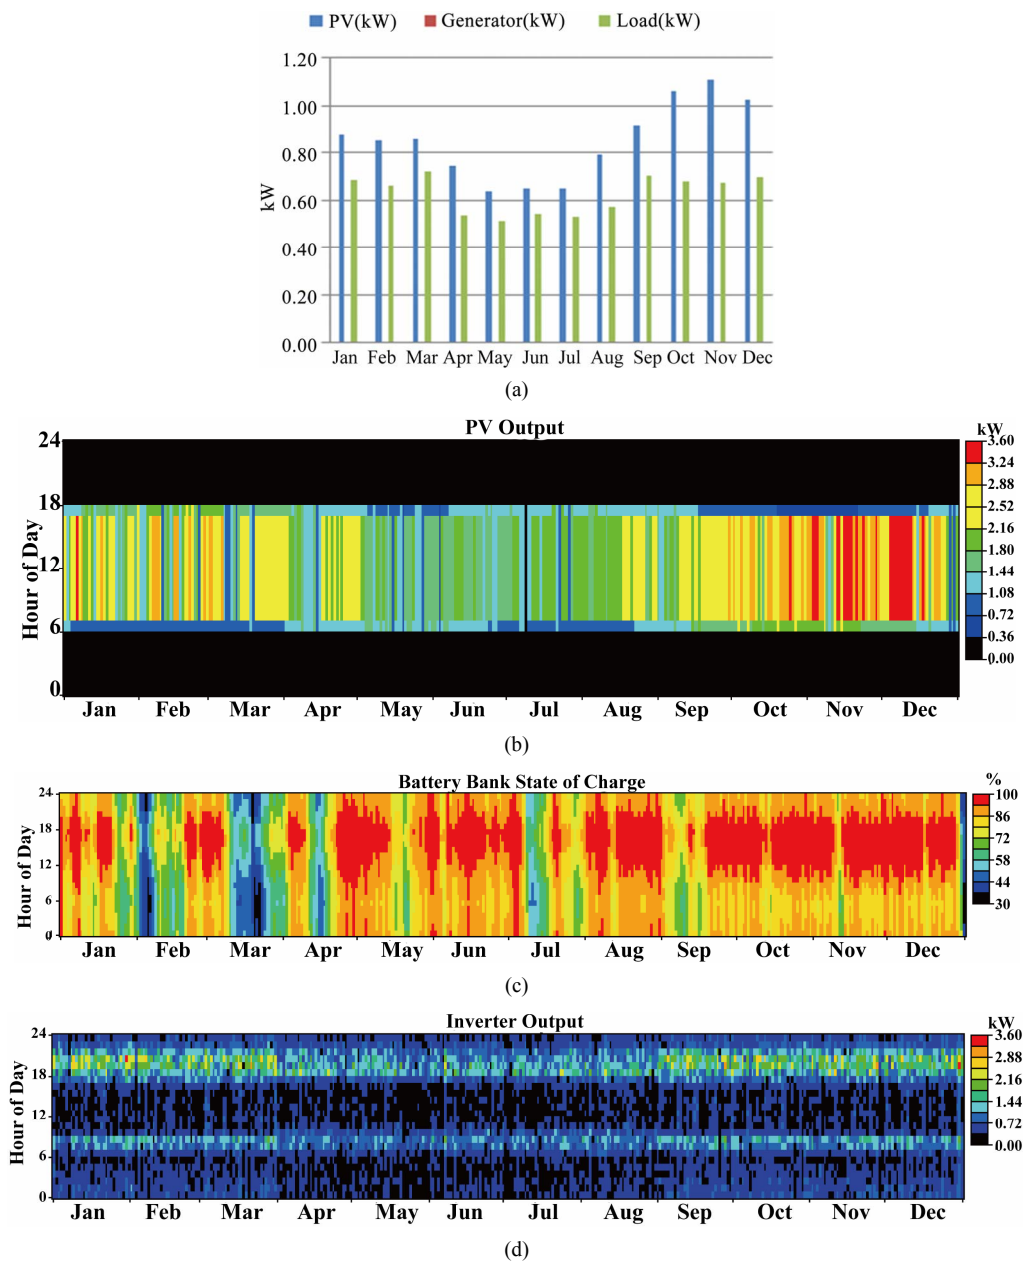 PV(kW) Generator(kW) Load(kW)
1.20
1.00
0.80
0.60
0.40
0.20
0.00
kW
Jan Feb Mar Apr May Jun Jul Aug Sep Oct Nov Dec
(a)
PV Output
kW
24
18
12
6
0
Hour of Day
3.60
3.24
2.88
2.52
2.16
1.80
1.44
1.08
0.72
0.36
0.00
Jan Feb Mar Apr May Jun Jul Aug Sep Oct Nov Dec
(b)
Battery Bank State of Charge
%
24
18
12
6
0
Hour of Day
100
86
72
58
44
30
Jan Feb Mar Apr May Jun Jul Aug Sep Oct Nov Dec
(c)
Inverter Output
kW
24
18
12
6
0
Hour of Day
3.60
2.88
2.16
1.44
0.72
0.00
Jan Feb Mar Apr May Jun Jul Aug Sep Oct Nov Dec
(d)